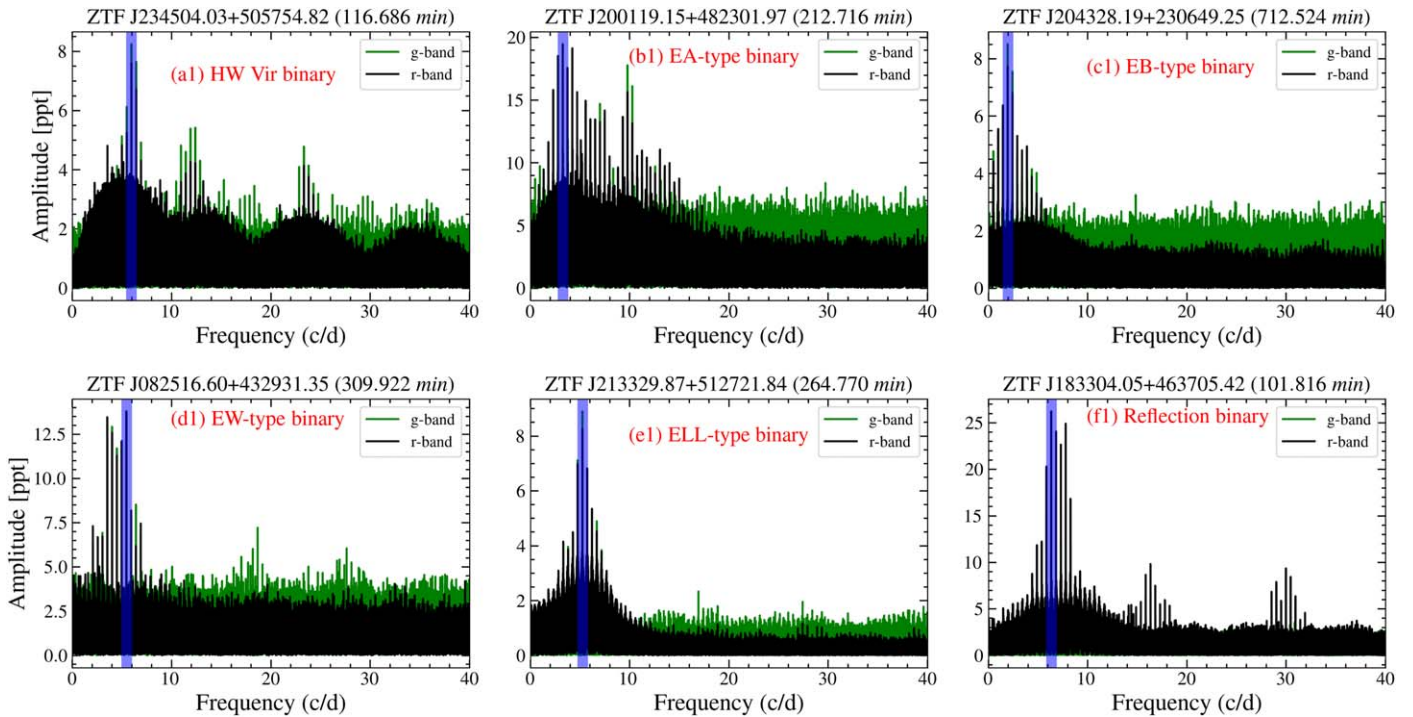 ZTF J234504.03+505754.82 (116.686 min)
Amplitude [ppt]
8
6
4
2
0
(a1) HW Vir binary
g-band
r-band
0 10 20 30 40
Frequency (c/d)
ZTF J200119.15+482301.97 (212.716 min)
20
15
10
5
0
(b1) EA-type binary
g-band
r-band
0 10 20 30 40
Frequency (c/d)
ZTF J204328.19+230649.25 (712.524 min)
8
6
4
2
0
(c1) EB-type binary
g-band
r-band
0 10 20 30 40
Frequency (c/d)
ZTF J082516.60+432931.35 (309.922 min)
Amplitude [ppt]
12.5
10.0
7.5
5.0
2.5
0.0
(d1) EW-type binary
g-band
r-band
0 10 20 30 40
Frequency (c/d)
ZTF J213329.87+512721.84 (264.770 min)
8
6
4
2
0
(e1) ELL-type binary
g-band
r-band
0 10 20 30 40
Frequency (c/d)
ZTF J183304.05+463705.42 (101.816 min)
25
20
15
10
5
0
(f1) Reflection binary
g-band
r-band
0 10 20 30 40
Frequency (c/d)